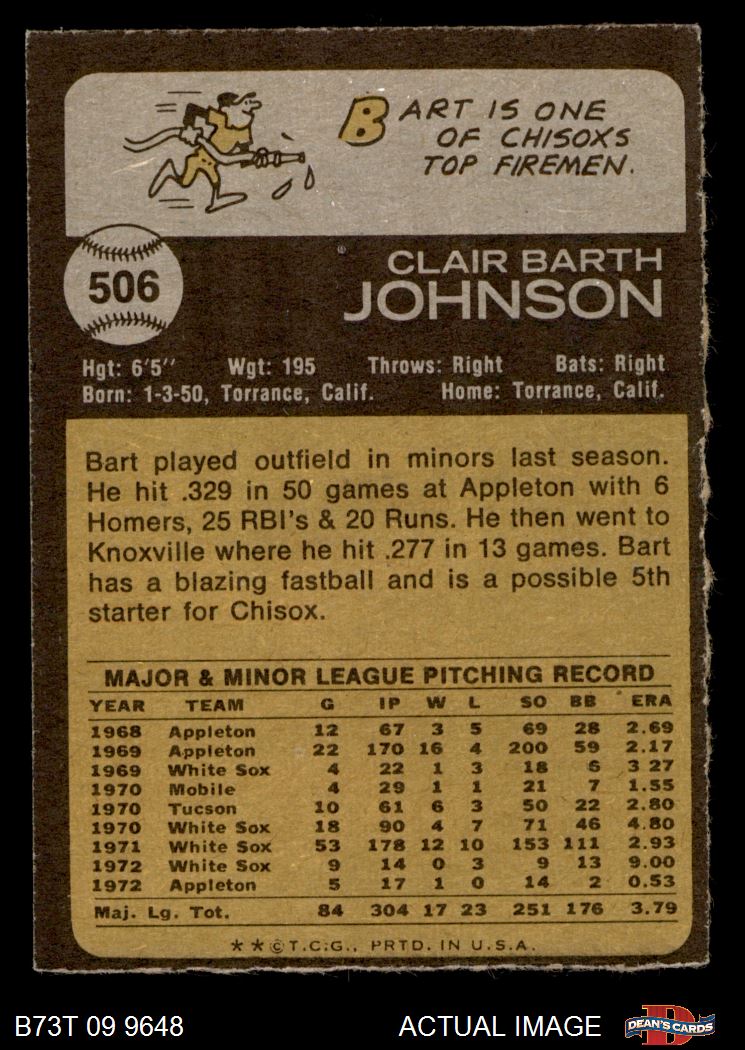 BART IS ONE
OF CHISOXS
TOP FIREMEN.
506
CLAIR BARTH
JOHNSON
Hgt: 6'5'' Wgt: 195 Throws: Right Bats: Right
Born: 1-3-50, Torrance, Calif. Home: Torrance, Calif.
Bart played outfield in minors last season.
He hit .329 in 50 games at Appleton with 6
Homers, 25 RBI's & 20 Runs. He then went to
Knoxville where he hit .277 in 13 games. Bart
has a blazing fastball and is a possible 5th
starter for Chisox.
MAJOR & MINOR LEAGUE PITCHING RECORD
YEAR TEAM G IP W L SO BB ERA
1968 Appleton 12 67 3 5 69 28 2.69
1969 Appleton 22 170 16 4 200 59 2.17
1969 White Sox 4 22 1 3 18 6 3 27
1970 Mobile 4 29 1 1 21 7 1.55
1970 Tucson 10 61 6 3 50 22 2.80
1970 White Sox 18 90 4 7 71 46 4.80
1971 White Sox 53 178 12 10 153 111 2.93
1972 White Sox 9 14 0 3 9 13 9.00
1972 Appleton 5 17 1 0 14 2 0.53
Maj. Lg. Tot. 84 304 17 23 251 176 3.79
**©T.C.G., PRTD. IN U.S.A.
B73T 09 9648 ACTUAL IMAGE
D
DEAN'S CARDS